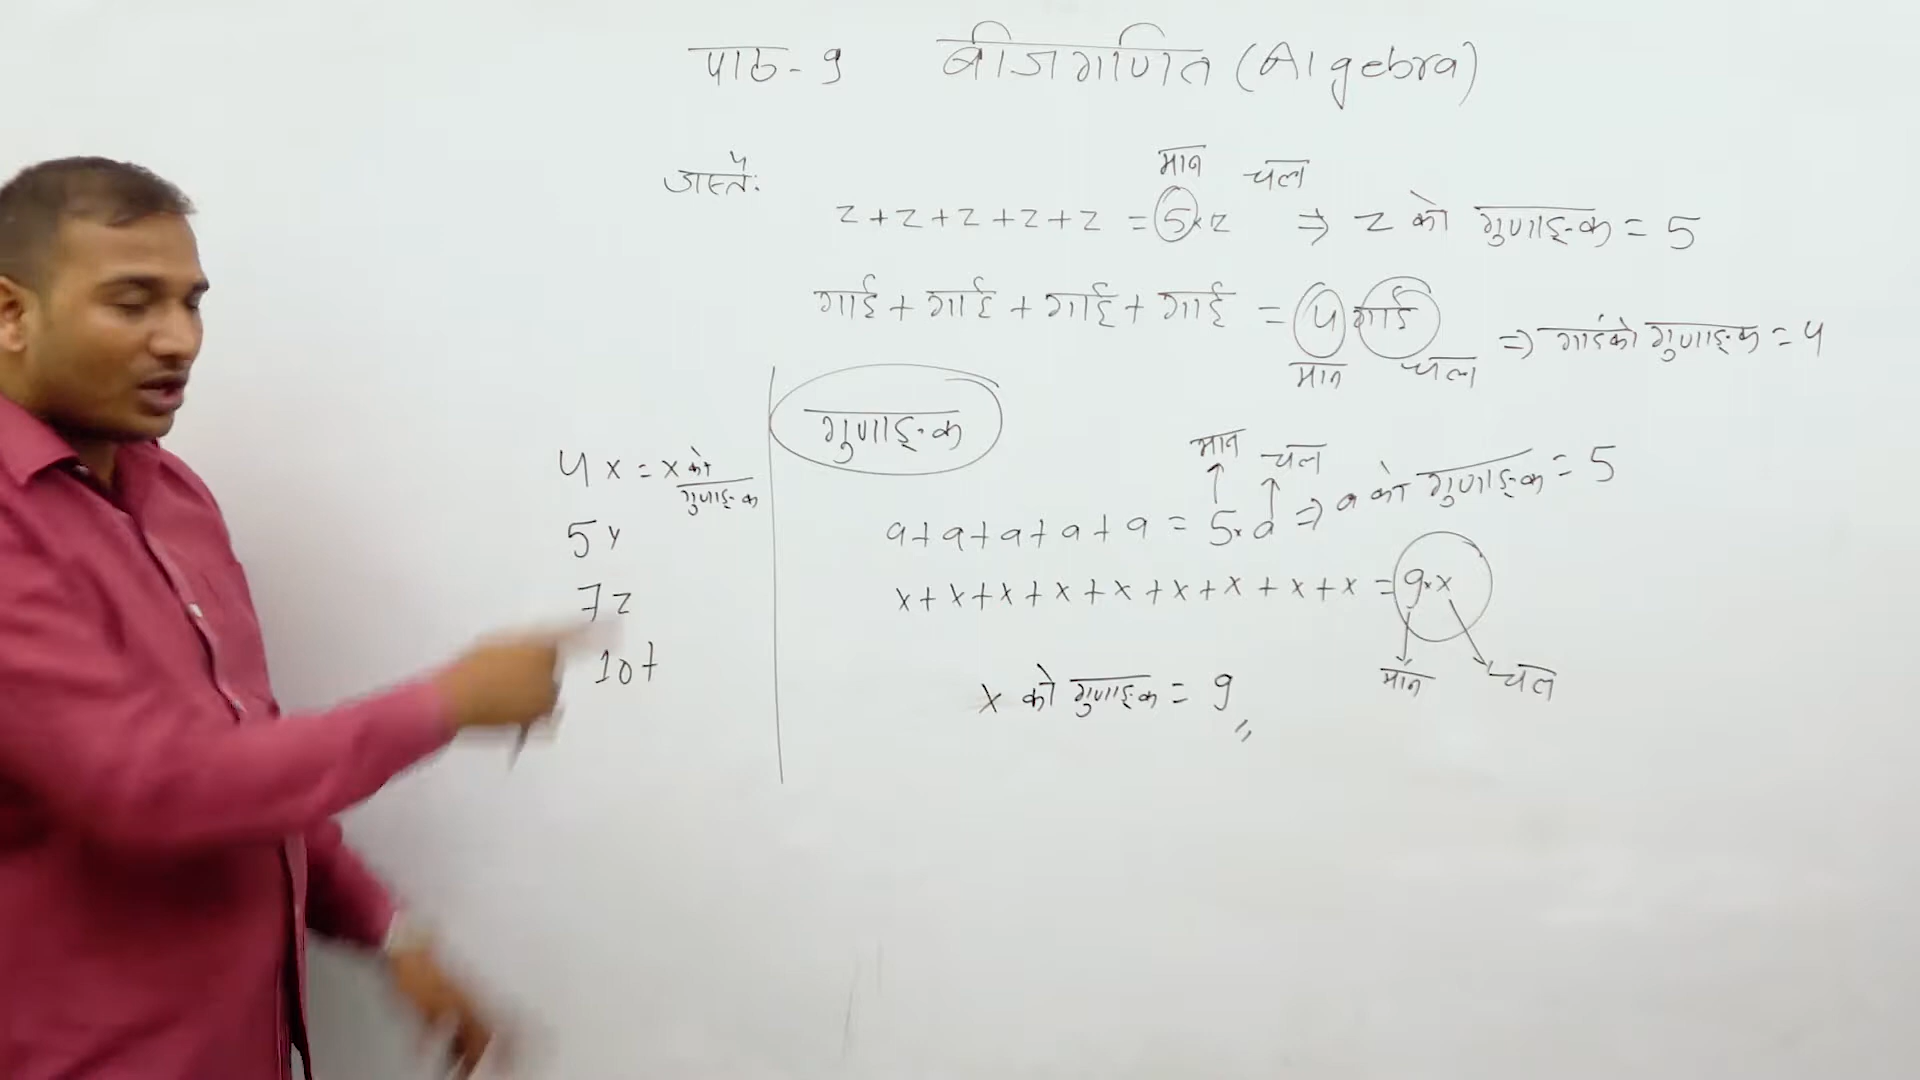 पाठ - 9 बीजगणित (Algebra)
जस्तै:
मान चल
z + z + z + z + z = 5×z ⇒ z को गुणाङ्क = 5
गाई + गाई + गाई + गाई = 4 गाई ⇒ गाईको गुणाङ्क = 4
मान चल
गुणाङ्क
मान चल
a + a + a + a + a = 5×a ⇒ a को गुणाङ्क = 5
x + x + x + x + x + x + x + x + x = 9×x
मान चल
x को गुणाङ्क = 9
4x = x को गुणाङ्क
5y
7z
10t